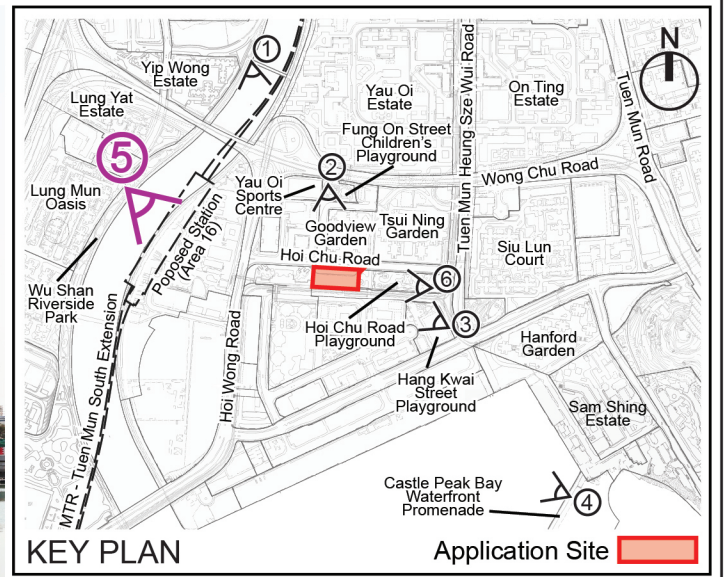 N
1
Yip Wong
Estate
Lung Yat
Estate
Yau Oi
Estate
On Ting
Estate
Tuen Mun Heung Sze Wui Road
Tuen Mun Road
Fung On Street
Children's
Playground
5
2
Wong Chu Road
Lung Mun
Oasis
Yau Oi
Sports
Centre
Goodview
Garden
Tsui Ning
Garden
Siu Lun
Court
Poposed Station
(Area 16)
Hoi Chu Road
6
Wu Shan
Riverside
Park
Hoi Chu Road
Playground
3
Hoi Wong Road
Hanford
Garden
Hang Kwai
Street
Playground
Sam Shing
Estate
MTR - Tuen Mun South Extension
Castle Peak Bay
Waterfront
Promenade
4
KEY PLAN
Application Site